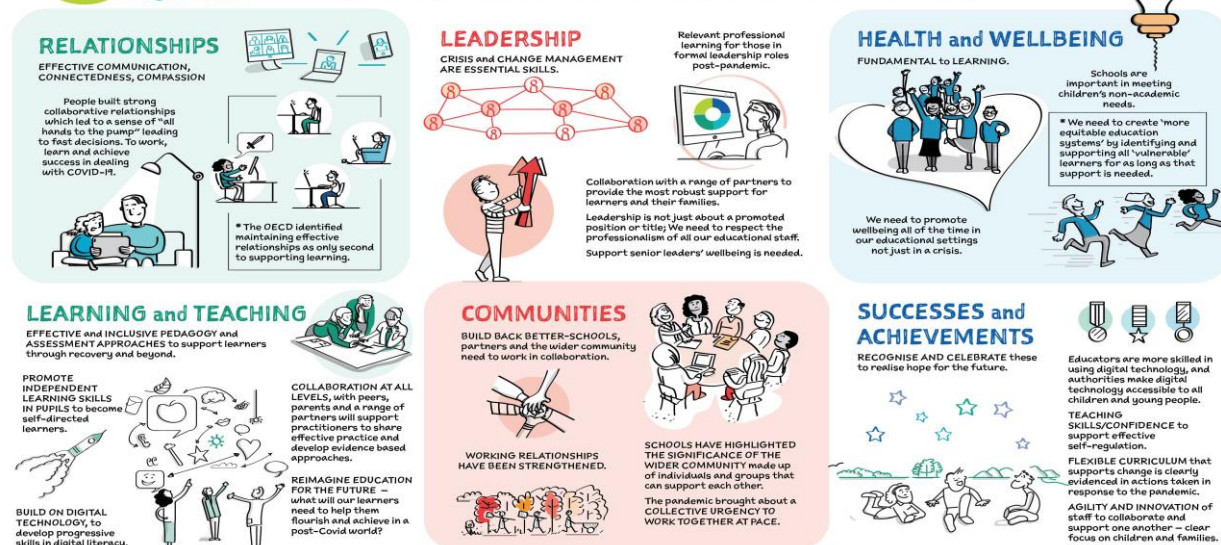 RELATIONSHIPS
EFFECTIVE COMMUNICATION,
CONNECTEDNESS, COMPASSION
People built strong
collaborative relationships
which led to a sense of "all
hands to the pump" leading
to fast decisions. To work,
learn and achieve
success in dealing
with COVID-19.
* The OECD identified
maintaining effective
relationships as only second
to supporting learning.
LEADERSHIP
CRISIS and CHANGE MANAGEMENT
ARE ESSENTIAL SKILLS.
Relevant professional
learning for those in
formal leadership roles
post-pandemic.
Collaboration with a range of partners to
provide the most robust support for
learners and their families.
Leadership is not just about a promoted
position or title; We need to respect the
professionalism of all our educational staff.
Support senior leaders' wellbeing is needed.
HEALTH and WELLBEING
FUNDAMENTAL to LEARNING.
Schools are
important in meeting
children's non-academic
needs.
* We need to create 'more
equitable education
systems' by identifying and
supporting all 'vulnerable'
learners for as long as that
support is needed.
We need to promote
wellbeing all of the time in
our educational settings
not just in a crisis.
LEARNING and TEACHING
EFFECTIVE and INCLUSIVE PEDAGOGY and
ASSESSMENT APPROACHES to support learners
through recovery and beyond.
PROMOTE
INDEPENDENT
LEARNING SKILLS
IN PUPILS to become
self-directed
learners.
BUILD ON DIGITAL
TECHNOLOGY, to
develop progressive
skills in digital literacy.
COLLABORATION AT ALL
LEVELS, with peers,
parents and a range of
partners will support
practitioners to share
effective practice and
develop evidence based
approaches.
REIMAGINE EDUCATION
FOR THE FUTURE –
what will our learners
need to help them
flourish and achieve in a
post-Covid world?
COMMUNITIES
BUILD BACK BETTER-SCHOOLS,
partners and the wider community
need to work in collaboration.
WORKING RELATIONSHIPS
HAVE BEEN STRENGTHENED.
SCHOOLS HAVE HIGHLIGHTED
THE SIGNIFICANCE OF THE
WIDER COMMUNITY made up
of individuals and groups that
can support each other.
The pandemic brought about a
COLLECTIVE URGENCY TO
WORK TOGETHER AT PACE.
SUCCESSES and
ACHIEVEMENTS
RECOGNISE AND CELEBRATE these
to realise hope for the future.
Educators are more skilled in
using digital technology, and
authorities make digital
technology accessible to all
children and young people.
TEACHING
SKILLS/CONFIDENCE to
support effective
self-regulation.
FLEXIBLE CURRICULUM that
supports change is clearly
evidenced in actions taken in
response to the pandemic.
AGILITY AND INNOVATION of
staff to collaborate and
support one another – clear
focus on children and families.